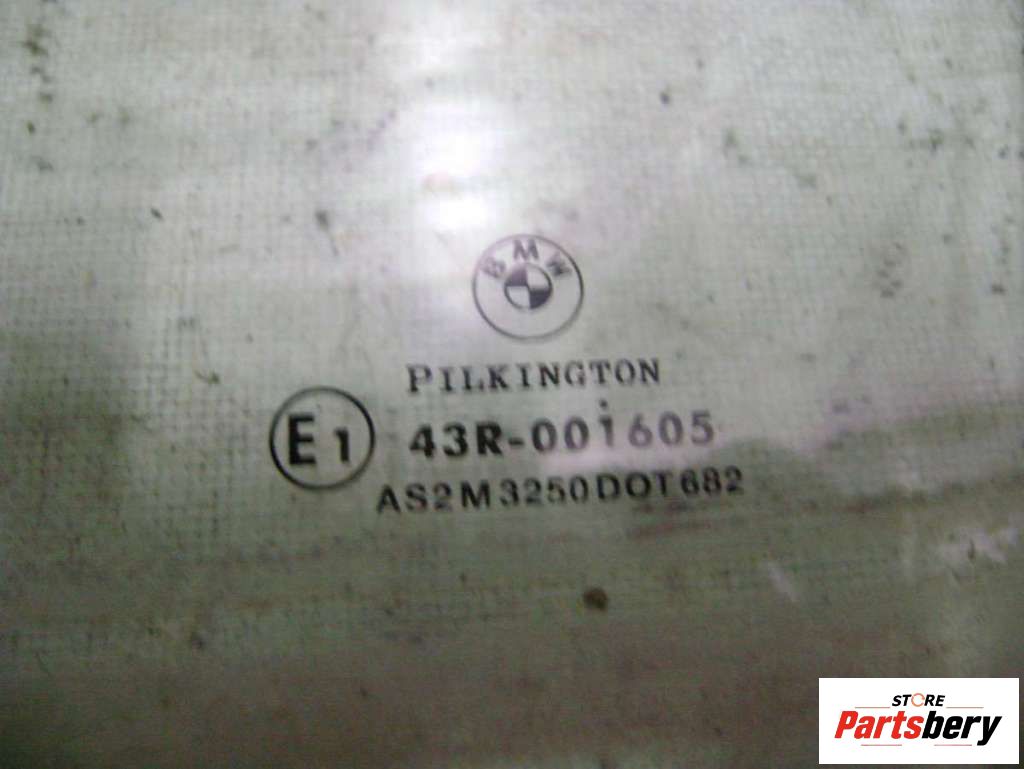 BMW
PILKINGTON
E1 43R-001605
AS2M3250DOT682
STORE
Partsbery